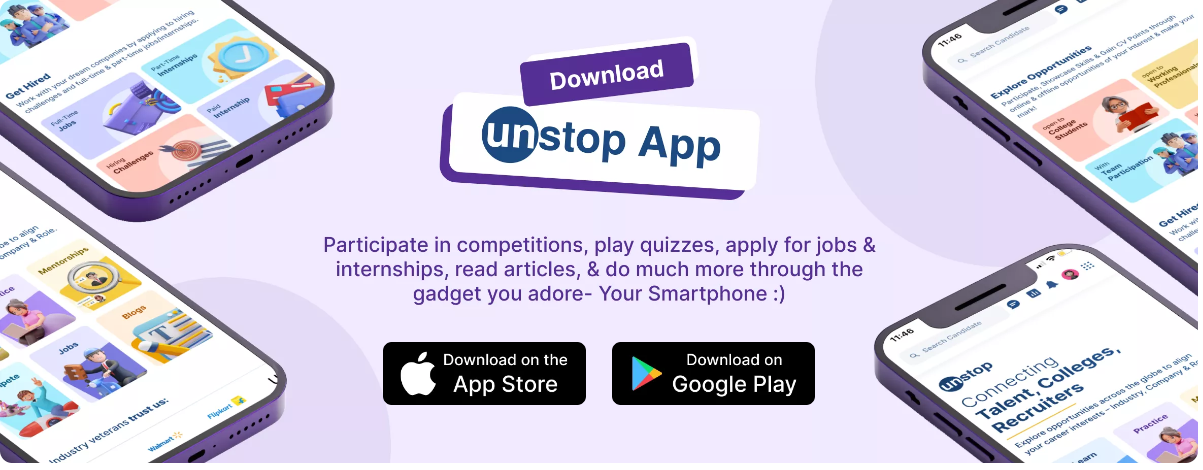 Download
unstop App
Participate in competitions, play quizzes, apply for jobs &
internships, read articles, & do much more through the
gadget you adore- Your Smartphone :)
Download on the
App Store
Download on
Google Play
Get Hired
Work with your dream companies by applying to hiring
challenges and full-time & part-time jobs/internships.
Full-Time
Jobs
Part-Time
Internships
Paid
Internship
Hiring
Challenges
to align
Company & Role.
Mentorships
Blogs
Jobs
Industry veterans trust us:
Walmart
Flipkart
11:46
Search Candidate
Explore Opportunities
Participate, Showcase Skills & Gain CV Points through
online & offline opportunities of your interest & make your
mark!
open to
College
Students
open to
Working
Professionals
With
Team
Participation
Get Hired
11:46
Search Candidate
unstop
Connecting
Talent, Colleges,
Recruiters
Explore opportunities across the globe to align
your career interests - Industry, Company &
Practice